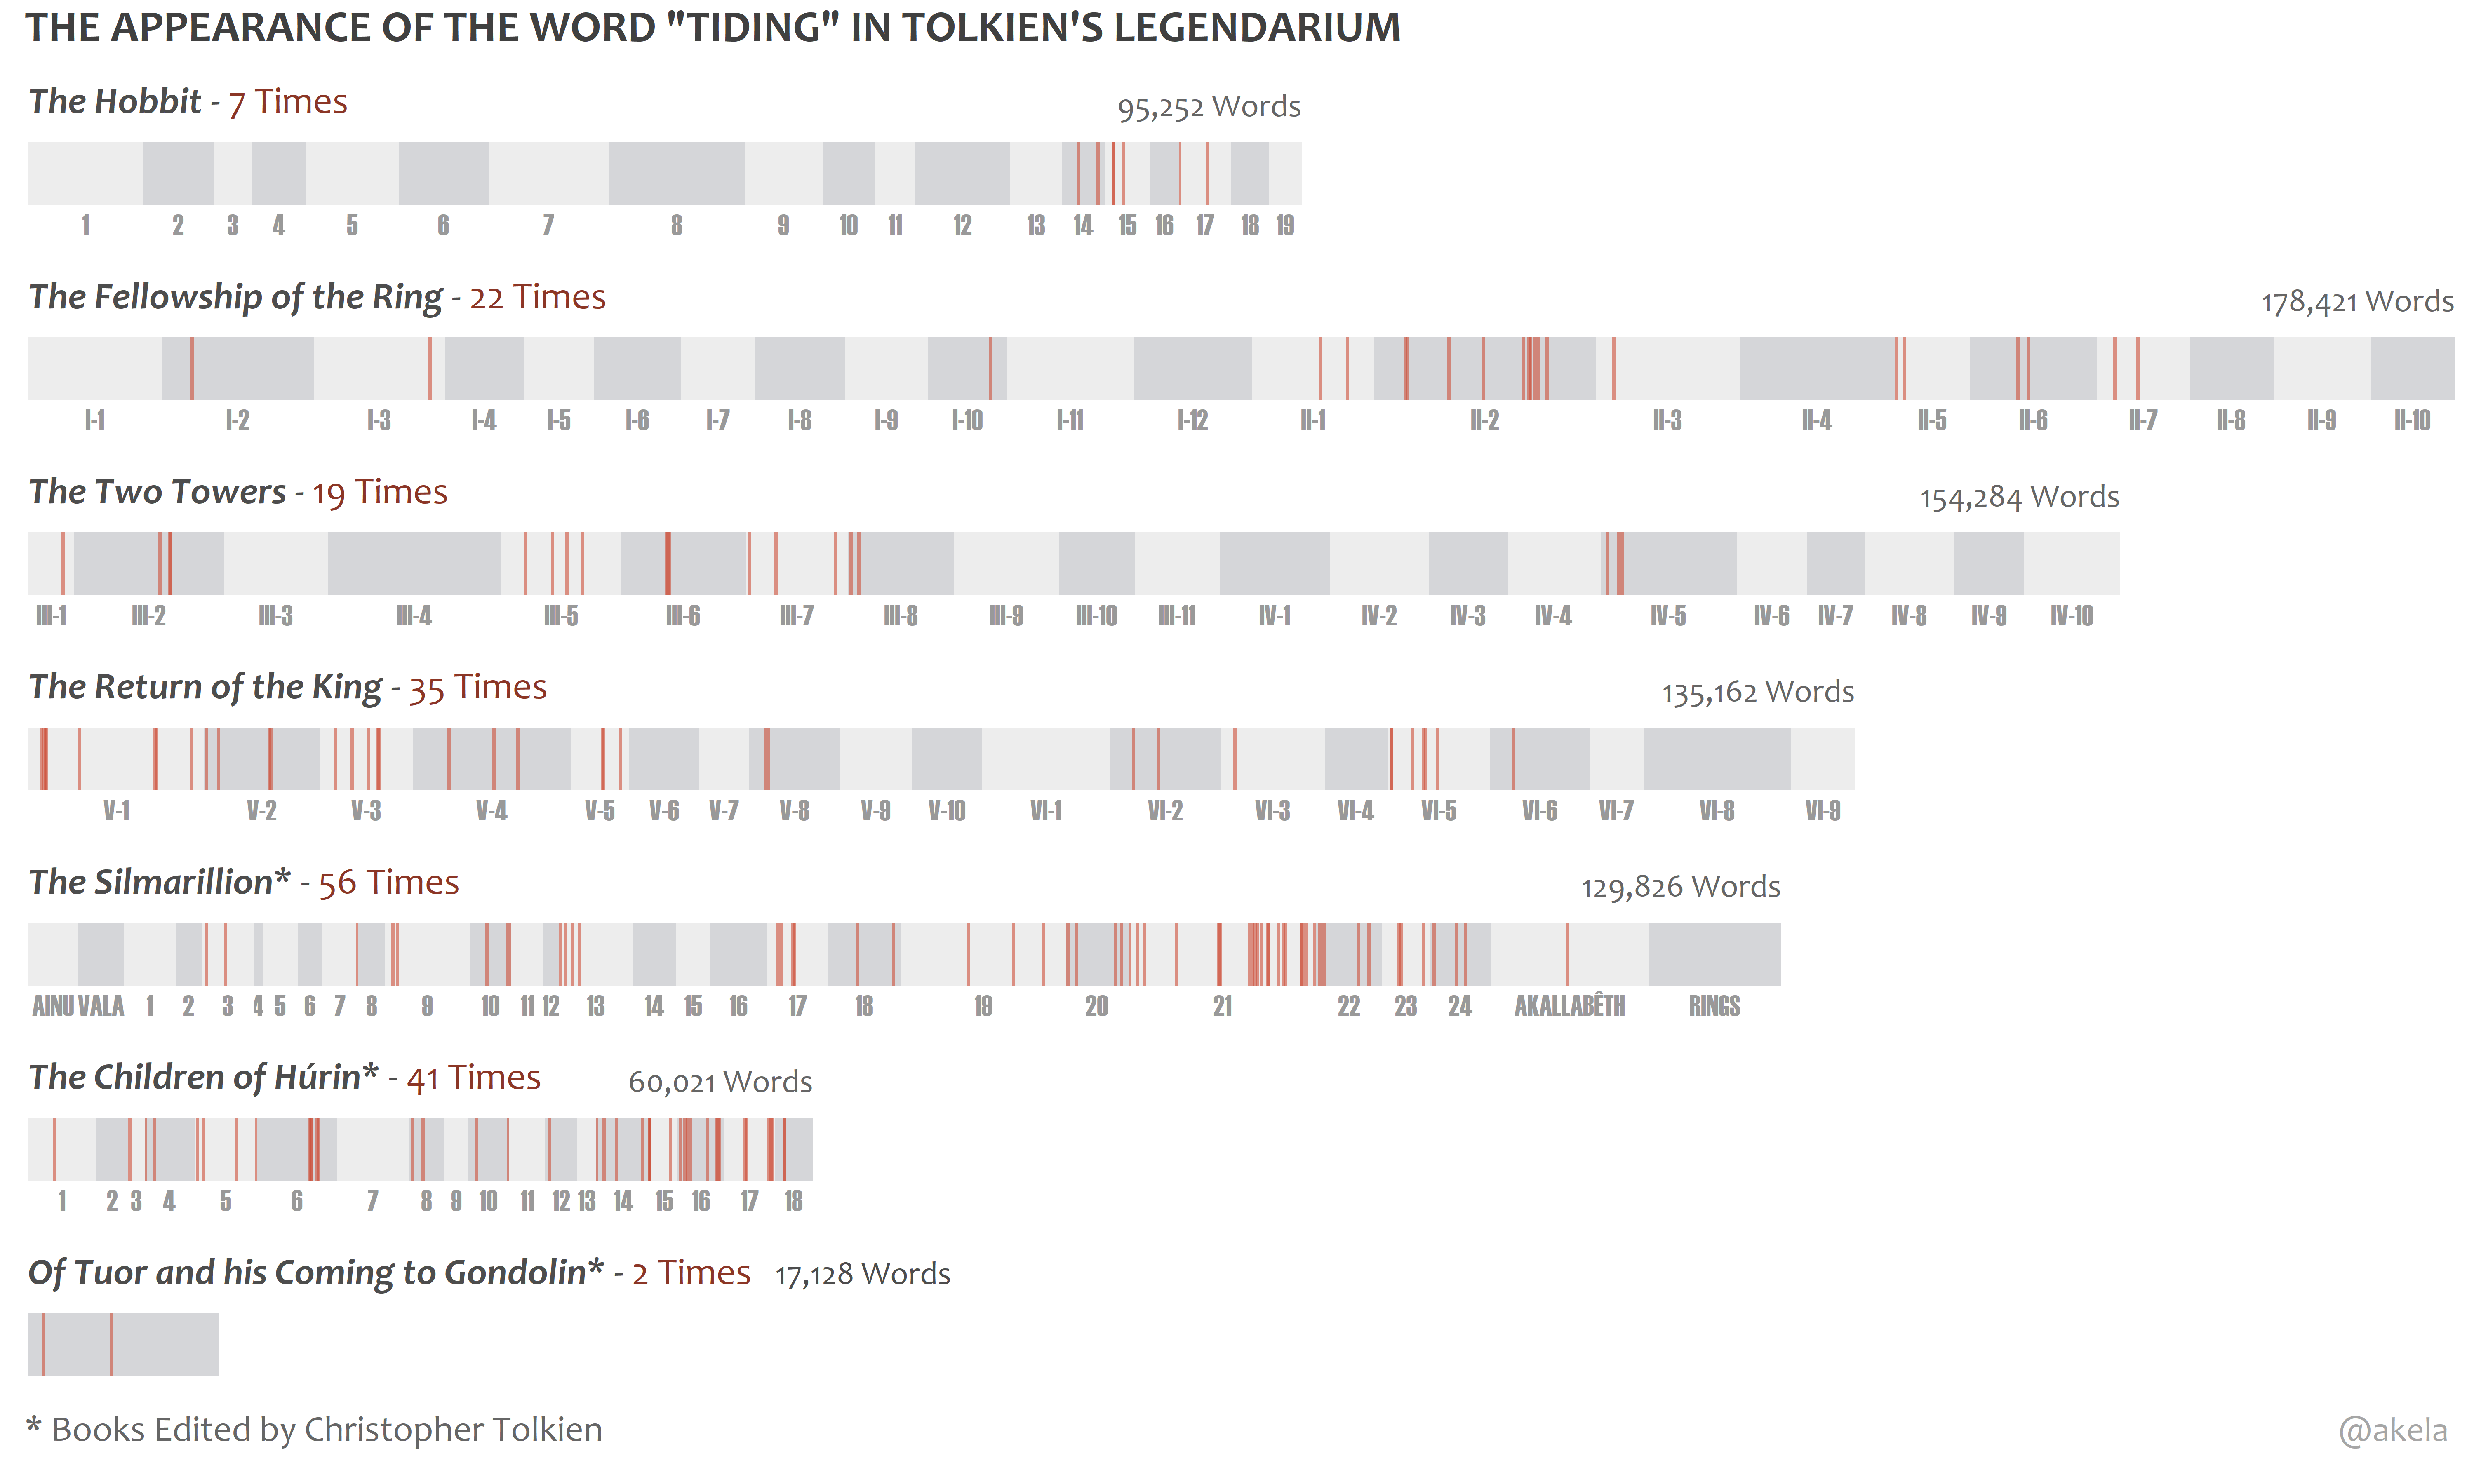 THE APPEARANCE OF THE WORD "TIDING" IN TOLKIEN'S LEGENDARIUM
The Hobbit - 7 Times 95,252 Words
1 2 3 4 5 6 7 8 9 10 11 12 13 14 15 16 17 18 19
The Fellowship of the Ring - 22 Times 178,421 Words
I-1 I-2 I-3 I-4 I-5 I-6 I-7 I-8 I-9 I-10 I-11 I-12 II-1 II-2 II-3 II-4 II-5 II-6 II-7 II-8 II-9 II-10
The Two Towers - 19 Times 154,284 Words
III-1 III-2 III-3 III-4 III-5 III-6 III-7 III-8 III-9 III-10 III-11 IV-1 IV-2 IV-3 IV-4 IV-5 IV-6 IV-7 IV-8 IV-9 IV-10
The Return of the King - 35 Times 135,162 Words
V-1 V-2 V-3 V-4 V-5 V-6 V-7 V-8 V-9 V-10 VI-1 VI-2 VI-3 VI-4 VI-5 VI-6 VI-7 VI-8 VI-9
The Silmarillion* - 56 Times 129,826 Words
AINU VALA 1 2 3 4 5 6 7 8 9 10 11 12 13 14 15 16 17 18 19 20 21 22 23 24 AKALLABÊTH RINGS
The Children of Húrin* - 41 Times 60,021 Words
1 2 3 4 5 6 7 8 9 10 11 12 13 14 15 16 17 18
Of Tuor and his Coming to Gondolin* - 2 Times 17,128 Words
* Books Edited by Christopher Tolkien @akela